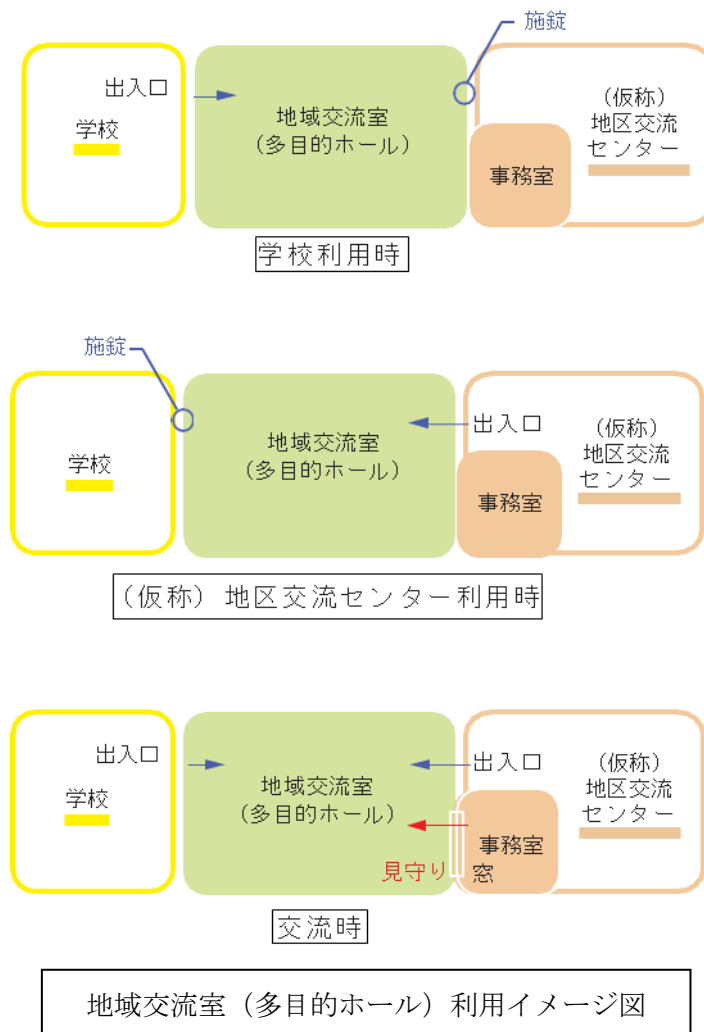 施錠
出入口
学校
地域交流室
(多目的ホール)
(仮称)
地区交流
センター
事務室
学校利用時
施錠
学校
地域交流室
(多目的ホール)
出入口
(仮称)
地区交流
センター
事務室
(仮称)地区交流センター利用時
出入口
学校
地域交流室
(多目的ホール)
出入口
(仮称)
地区交流
センター
事務室
窓
見守り
交流時
地域交流室(多目的ホール)利用イメージ図